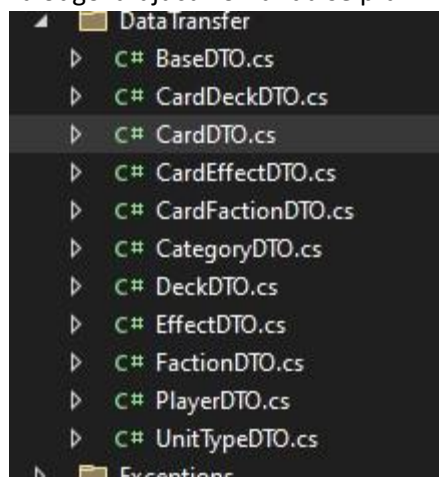 DataTransfer
C# BaseDTO.cs
C# CardDeckDTO.cs
C# CardDTO.cs
C# CardEffectDTO.cs
C# CardFactionDTO.cs
C# CategoryDTO.cs
C# DeckDTO.cs
C# EffectDTO.cs
C# FactionDTO.cs
C# PlayerDTO.cs
C# UnitTypeDTO.cs
Exceptions